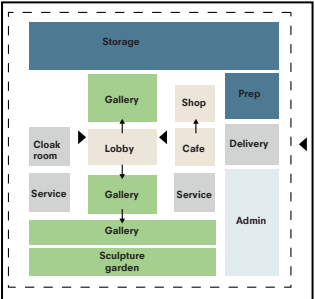 Storage
Gallery
Shop
Prep
Cloak
room
Lobby
Cafe
Delivery
Service
Gallery
Service
Admin
Gallery
Sculpture
garden